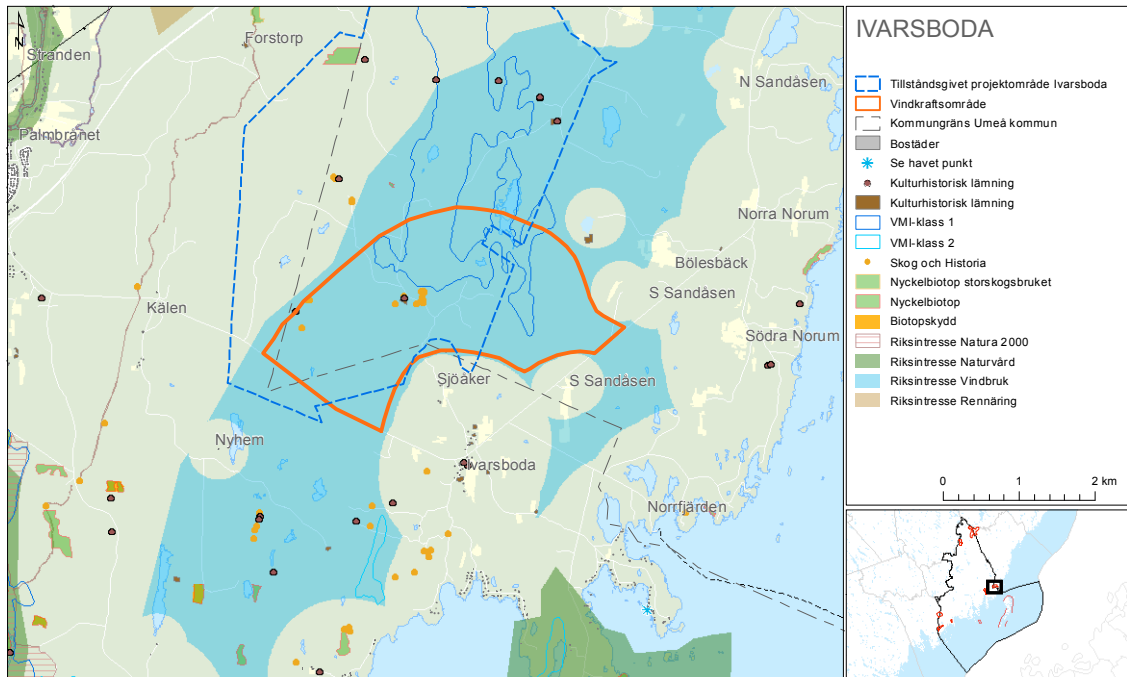 N
Forstorp
Stranden
Palmbränet
N Sandåsen
Norra Norum
Bölesbäck
S Sandåsen
Kälen
Södra Norum
Sjöåker
S Sandåsen
Nyhem
Ivarsboda
Norrfjärden
IVARSBODA
Tillståndsgivet projektområde Ivarsboda
Vindkraftsområde
Kommungräns Umeå kommun
Bostäder
Se havet punkt
Kulturhistorisk lämning
Kulturhistorisk lämning
VMI-klass 1
VMI-klass 2
Skog och Historia
Nyckelbiotop storskogsbruket
Nyckelbiotop
Biotopskydd
Riksintresse Natura 2000
Riksintresse Naturvård
Riksintresse Vindbruk
Riksintresse Rennäring
0 1 2 km